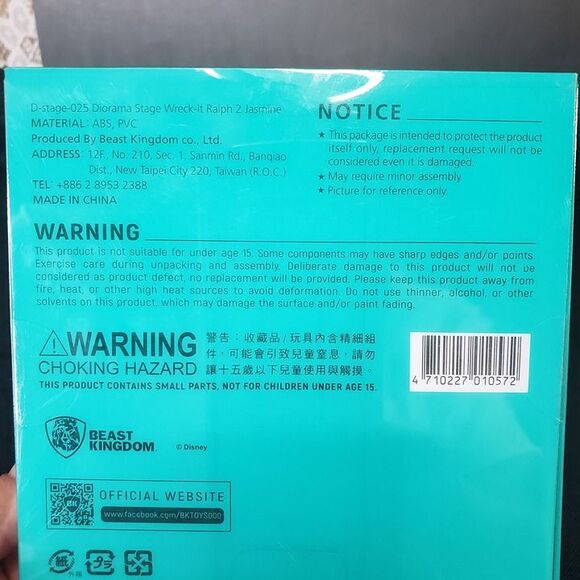 D-stage-025 Diorama Stage Wreck-It Ralph 2 Jasmine
MATERIAL: ABS, PVC
Produced By Beast Kingdom co., Ltd.
ADDRESS: 12F., No. 210, Sec. 1, Sanmin Rd., Banqiao
Dist., New Taipei City 220, Taiwan (R.O.C.)
TEL: +886 2 8953 2388
MADE IN CHINA
NOTICE
★ This package is intended to protect the product
itself only, replacement request will not be
considered even it is damaged.
★ May require minor assembly.
★ Picture for reference only.
WARNING
This product is not suitable for under age 15. Some components may have sharp edges and/or points.
Exercise care during unpacking and assembly. Deliberate damage to this product will not be
considered as product defect, no replacement will be provided. Please keep this product away from
fire, heat, or other high heat sources to avoid deformation. Do not use thinner, alcohol, or other
solvents on this product, which may damage the surface and/or paint fading.
⚠WARNING
CHOKING HAZARD
警告：收藏品/玩具內含精細組
件，可能會引致兒童窒息，請勿
讓十五歲以下兒童使用與觸摸。
THIS PRODUCT CONTAINS SMALL PARTS, NOT FOR CHILDREN UNDER AGE 15.
4 710227 010572
BEAST
KINGDOM
© Disney
BK
OFFICIAL WEBSITE
www.facebook.com/BKTOYSDDD
紙
外箱
プラ